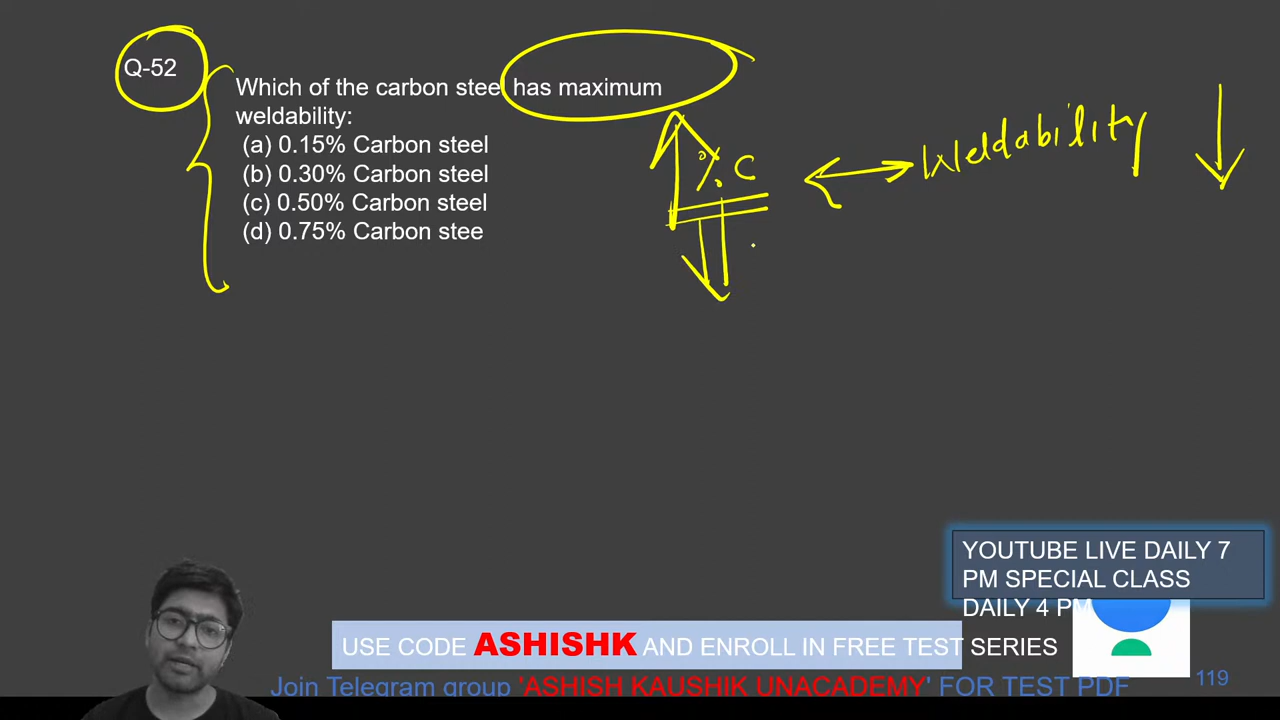 Q-52
Which of the carbon stee has maximum
weldability:
(a) 0.15% Carbon steel
(b) 0.30% Carbon steel
(c) 0.50% Carbon steel
(d) 0.75% Carbon stee
% C
Weldability
YOUTUBE LIVE DAILY 7
PM SPECIAL CLASS
DAILY 4 PM
USE CODE ASHISHK AND ENROLL IN FREE TEST SERIES
Join Telegram group 'ASHISH KAUSHIK UNACADEMY' FOR TEST PDF
119